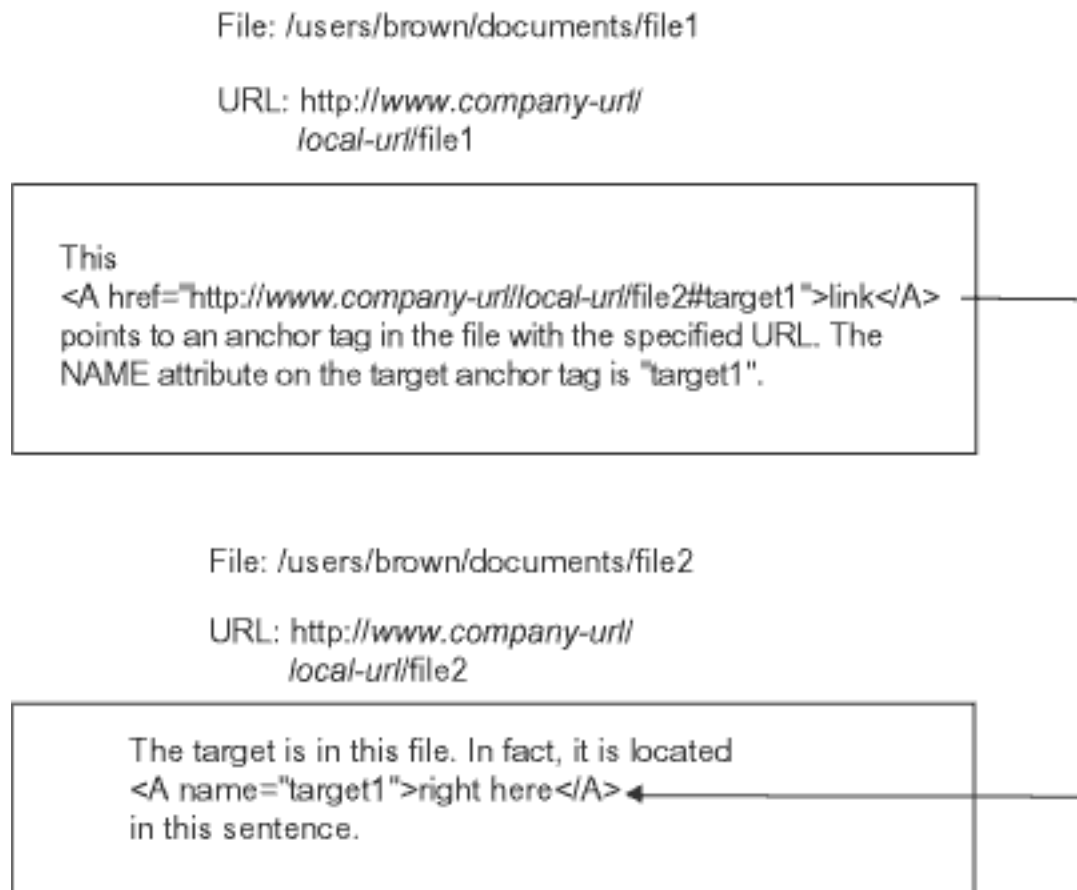 File: /users/brown/documents/file1
URL: http://www.company-url/
local-url/file1
This
<A href="http://www.company-url/local-url/file2#target1">link</A>
points to an anchor tag in the file with the specified URL. The
NAME attribute on the target anchor tag is "target1".
File: /users/brown/documents/file2
URL: http://www.company-url/
local-url/file2
The target is in this file. In fact, it is located
<A name="target1">right here</A>
in this sentence.